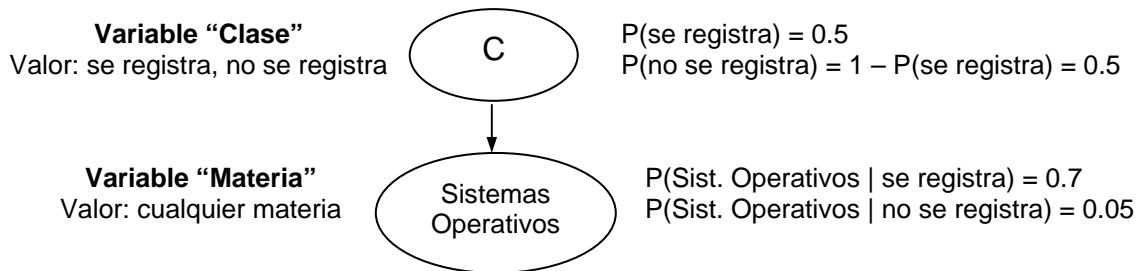 Variable “Clase”
Valor: se registra, no se registra
C
P(se registra) = 0.5
P(no se registra) = 1 – P(se registra) = 0.5
Variable “Materia”
Valor: cualquier materia
Sistemas
Operativos
P(Sist. Operativos | se registra) = 0.7
P(Sist. Operativos | no se registra) = 0.05